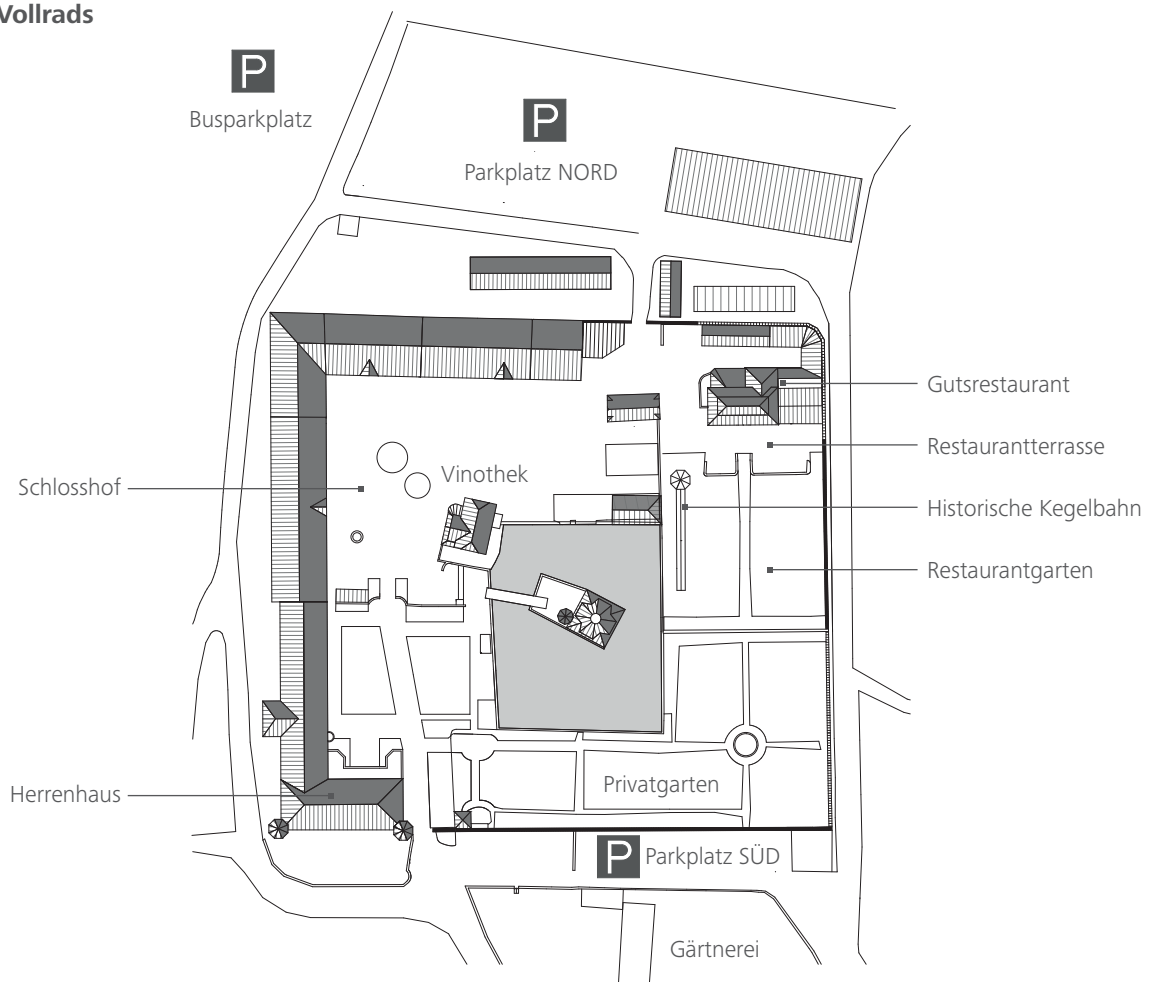 Vollrads
P
Busparkplatz
P
Parkplatz NORD
Gutsrestaurant
Restaurantterrasse
Vinothek
Schlosshof
Historische Kegelbahn
Restaurantgarten
Privatgarten
Herrenhaus
P Parkplatz SÜD
Gärtnerei